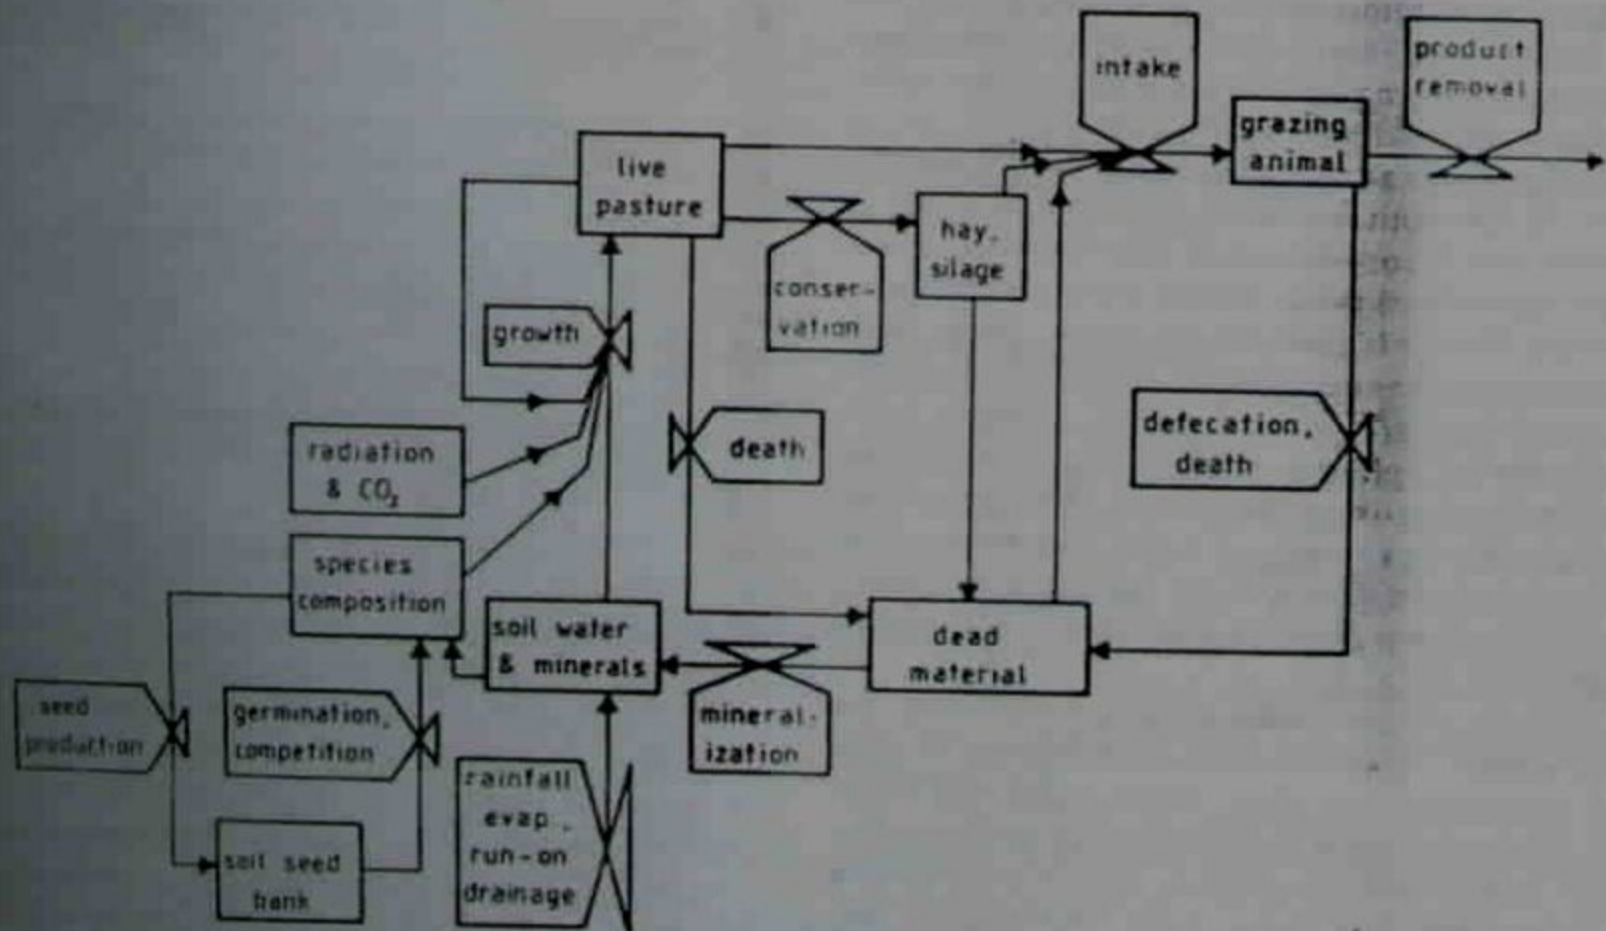 intake
product
removal
grazing
animal
live
pasture
hay.
silage
conser-
vation
growth
death
defecation.
death
radiation
& CO₂
species
composition
soil water
& minerals
dead
material
mineral-
ization
seed
production
germination,
competition
rainfall
evap.,
run-on
drainage
soil seed
bank